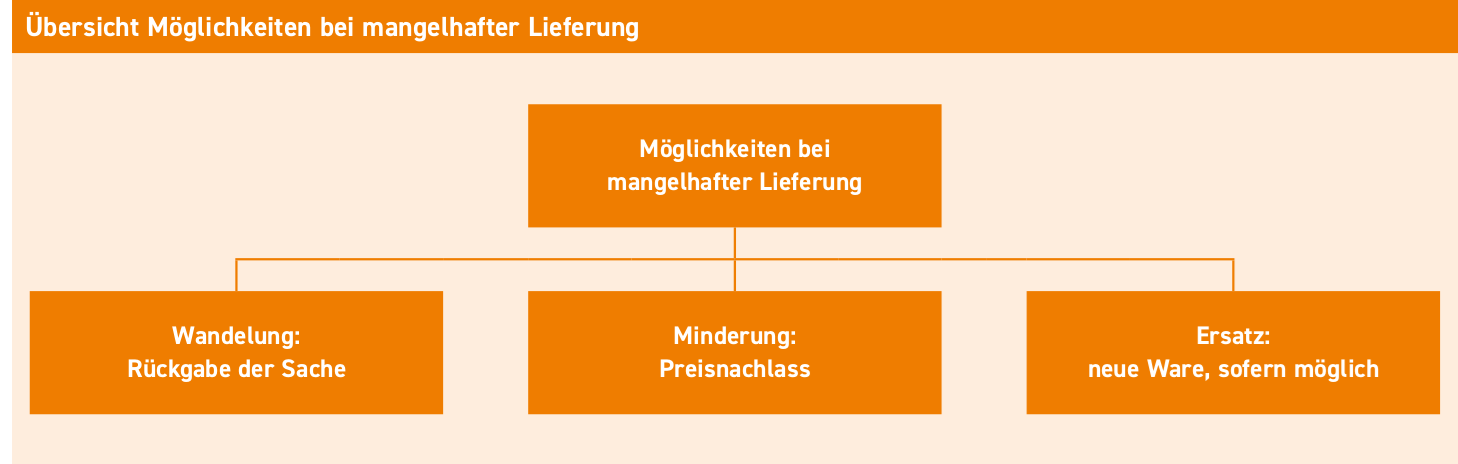 Übersicht Möglichkeiten bei mangelhafter Lieferung
Möglichkeiten bei
mangelhafter Lieferung
Wandelung:
Rückgabe der Sache
Minderung:
Preisnachlass
Ersatz:
neue Ware, sofern möglich